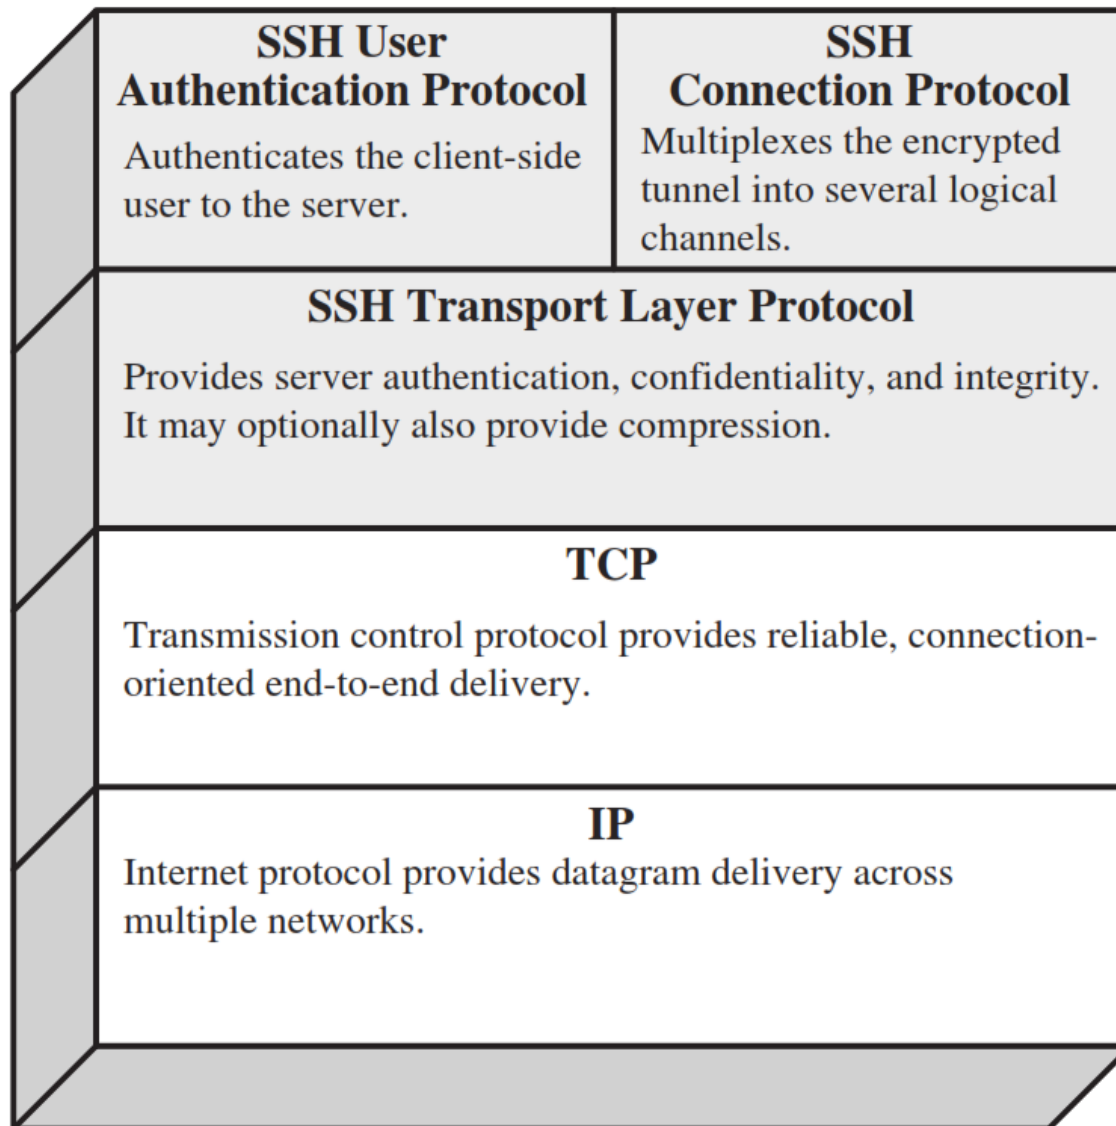 SSH User
Authentication Protocol
Authenticates the client-side
user to the server.
SSH
Connection Protocol
Multiplexes the encrypted
tunnel into several logical
channels.
SSH Transport Layer Protocol
Provides server authentication, confidentiality, and integrity.
It may optionally also provide compression.
TCP
Transmission control protocol provides reliable, connection-
oriented end-to-end delivery.
IP
Internet protocol provides datagram delivery across
multiple networks.